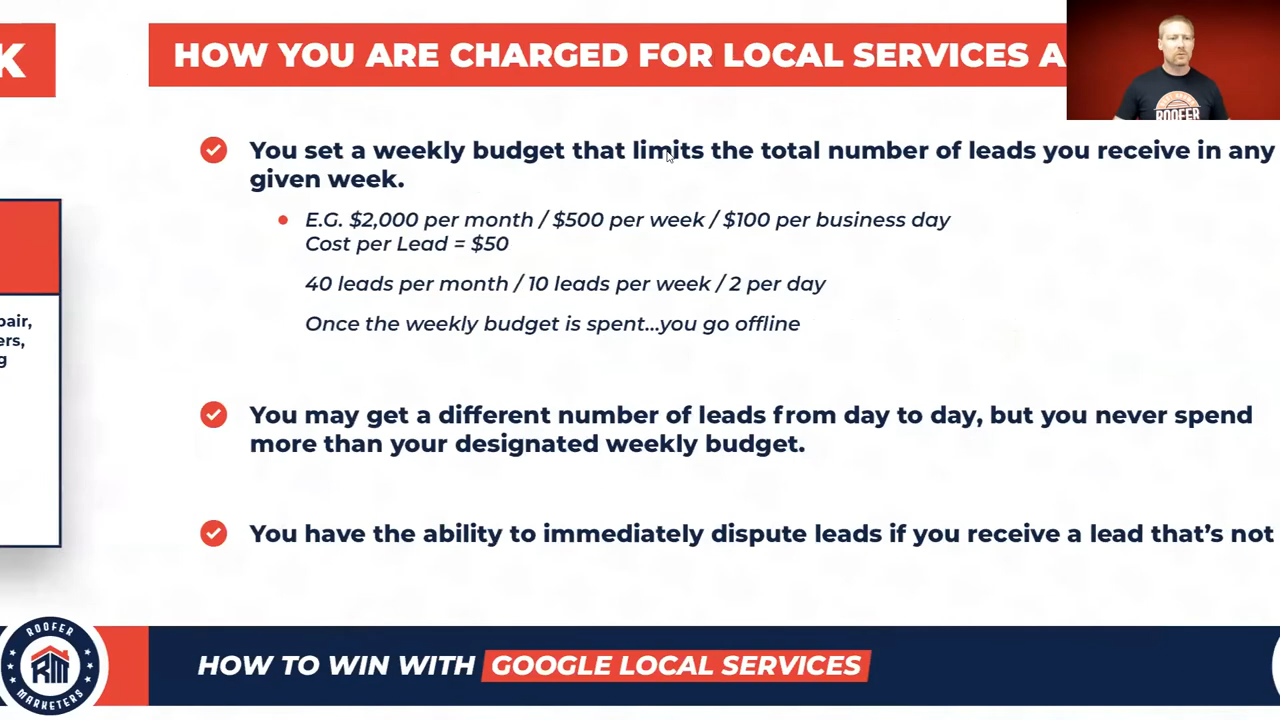 K
HOW YOU ARE CHARGED FOR LOCAL SERVICES A
ROOFER
You set a weekly budget that limits the total number of leads you receive in any
given week.
E.G. $2,000 per month / $500 per week / $100 per business day
Cost per Lead = $50
40 leads per month / 10 leads per week / 2 per day
Once the weekly budget is spent...you go offline
pair,
ers,
g
You may get a different number of leads from day to day, but you never spend
more than your designated weekly budget.
You have the ability to immediately dispute leads if you receive a lead that's not
ROOFER
RM
MARKETERS
HOW TO WIN WITH GOOGLE LOCAL SERVICES